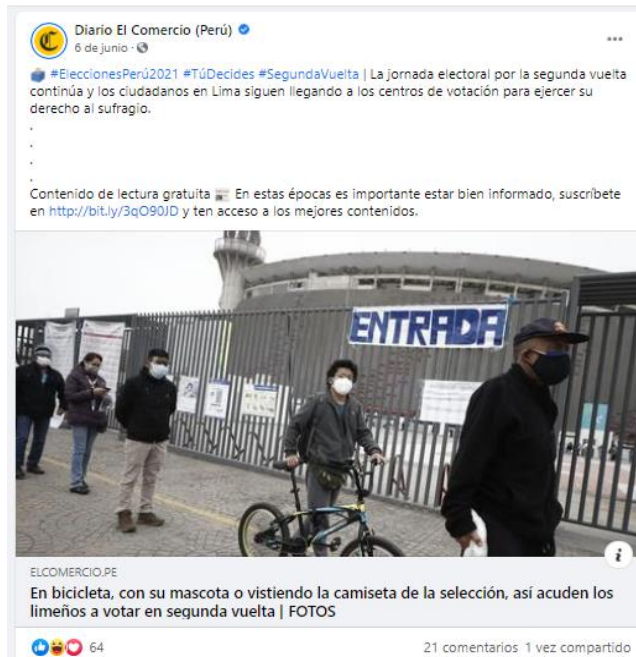 Diario El Comercio (Perú)
6 de junio ·
#EleccionesPerú2021 #TúDecides #SegundaVuelta | La jornada electoral por la segunda vuelta
continúa y los ciudadanos en Lima siguen llegando a los centros de votación para ejercer su
derecho al sufragio.
.
.
.
.
Contenido de lectura gratuita En estas épocas es importante estar bien informado, suscríbete
en http://bit.ly/3qO90JD y ten acceso a los mejores contenidos.
ENTRADA
ELCOMERCIO.PE
En bicicleta, con su mascota o vistiendo la camiseta de la selección, así acuden los
limeños a votar en segunda vuelta | FOTOS
64
21 comentarios 1 vez compartido